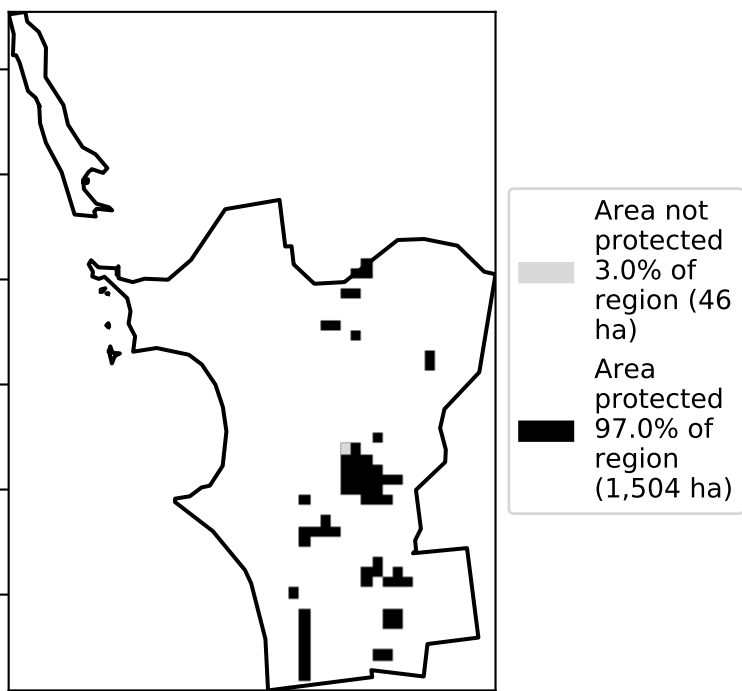 Area not
protected
3.0% of
region (46
ha)
Area
protected
97.0% of
region
(1,504 ha)